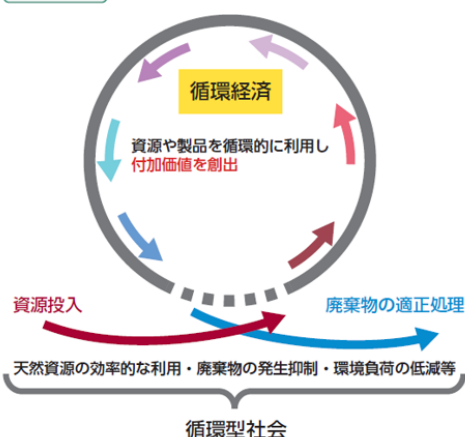 循環経済
資源や製品を循環的に利用し
付加価値を創出
資源投入
廃棄物の適正処理
天然資源の効率的な利用・廃棄物の発生抑制・環境負荷の低減等
循環型社会